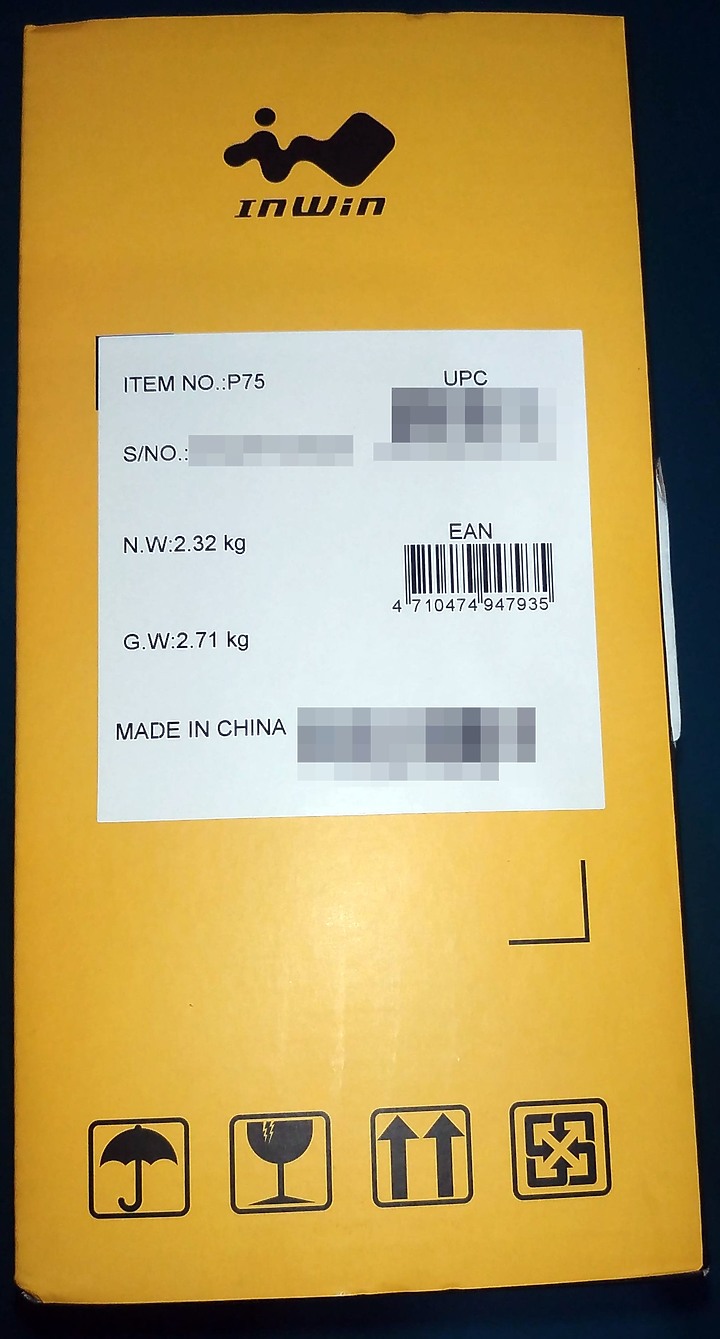 InWin
ITEM NO.:P75
UPC
S/NO.:
N.W:2.32 kg
EAN
4 710474 947935
G.W:2.71 kg
MADE IN CHINA